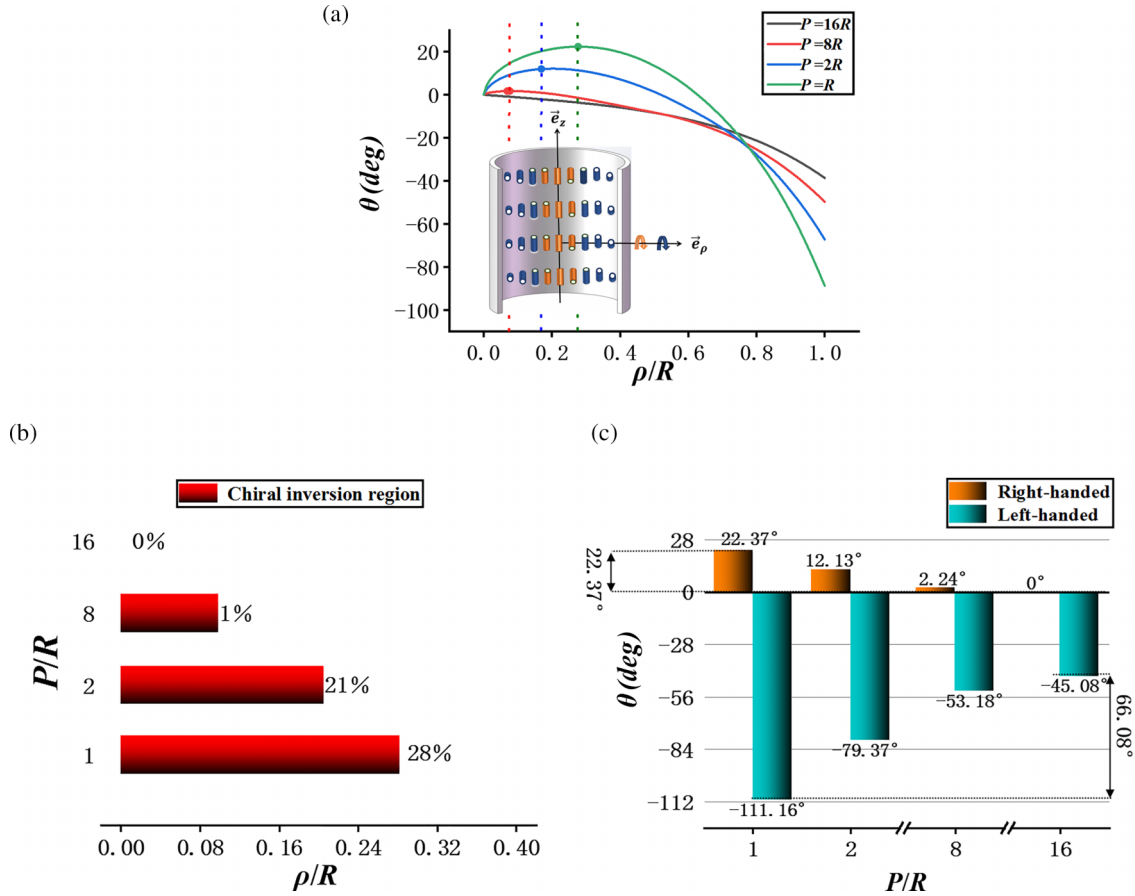 (a)
P=16R
P=8R
P=2R
P=R
20
0
−20
−40
−60
−80
−100
θ(deg)
e⃗z
e⃗ρ
0.0 0.2 0.4 0.6 0.8 1.0
ρ/R
(b)
Chiral inversion region
16 0%
8 1%
2 21%
1 28%
P/R
0.00 0.08 0.16 0.24 0.32 0.40
ρ/R
(c)
Right-handed
Left-handed
28
0
−28
−56
−84
−112
θ(deg)
22.37°
22.37° 12.13° 2.24° 0°
−111.16° −79.37° −53.18° −45.08°
66.08°
1 2 8 16
P/R